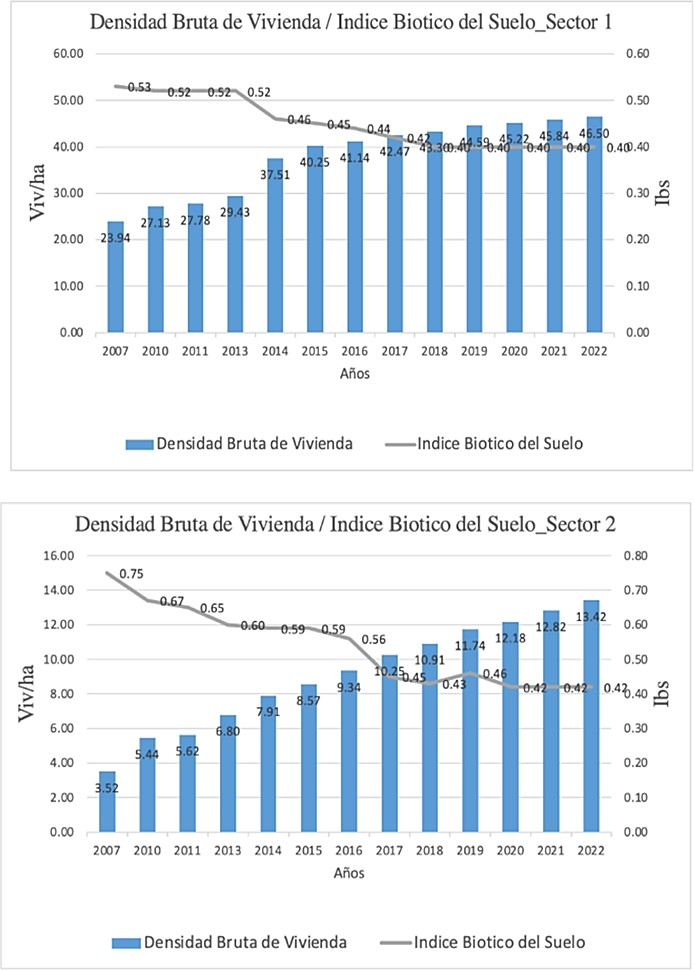 Densidad Bruta de Vivienda / Indice Biotico del Suelo_Sector 1
60.00
0.60
50.00
0.50
40.00
0.40
30.00
0.30
20.00
0.20
10.00
0.10
0.00
0.00
Viv/ha
Ibs
0.53 0.52 0.52 0.52 0.46 0.45 0.44 0.42 0.40 0.40 0.40 0.40 0.40
23.94 27.13 27.78 29.43 37.51 40.25 41.14 42.47 43.30 44.59 45.22 45.84 46.50
2007 2010 2011 2013 2014 2015 2016 2017 2018 2019 2020 2021 2022
Años
Densidad Bruta de Vivienda Indice Biotico del Suelo
Densidad Bruta de Vivienda / Indice Biotico del Suelo_Sector 2
16.00
0.80
14.00
0.70
12.00
0.60
10.00
0.50
8.00
0.40
6.00
0.30
4.00
0.20
2.00
0.10
0.00
0.00
Viv/ha
Ibs
0.75 0.67 0.65 0.60 0.59 0.59 0.56 0.45 0.43 0.46 0.42 0.42 0.42
3.52 5.44 5.62 6.80 7.91 8.57 9.34 10.25 10.91 11.74 12.18 12.82 13.42
2007 2010 2011 2013 2014 2015 2016 2017 2018 2019 2020 2021 2022
Años
Densidad Bruta de Vivienda Indice Biotico del Suelo